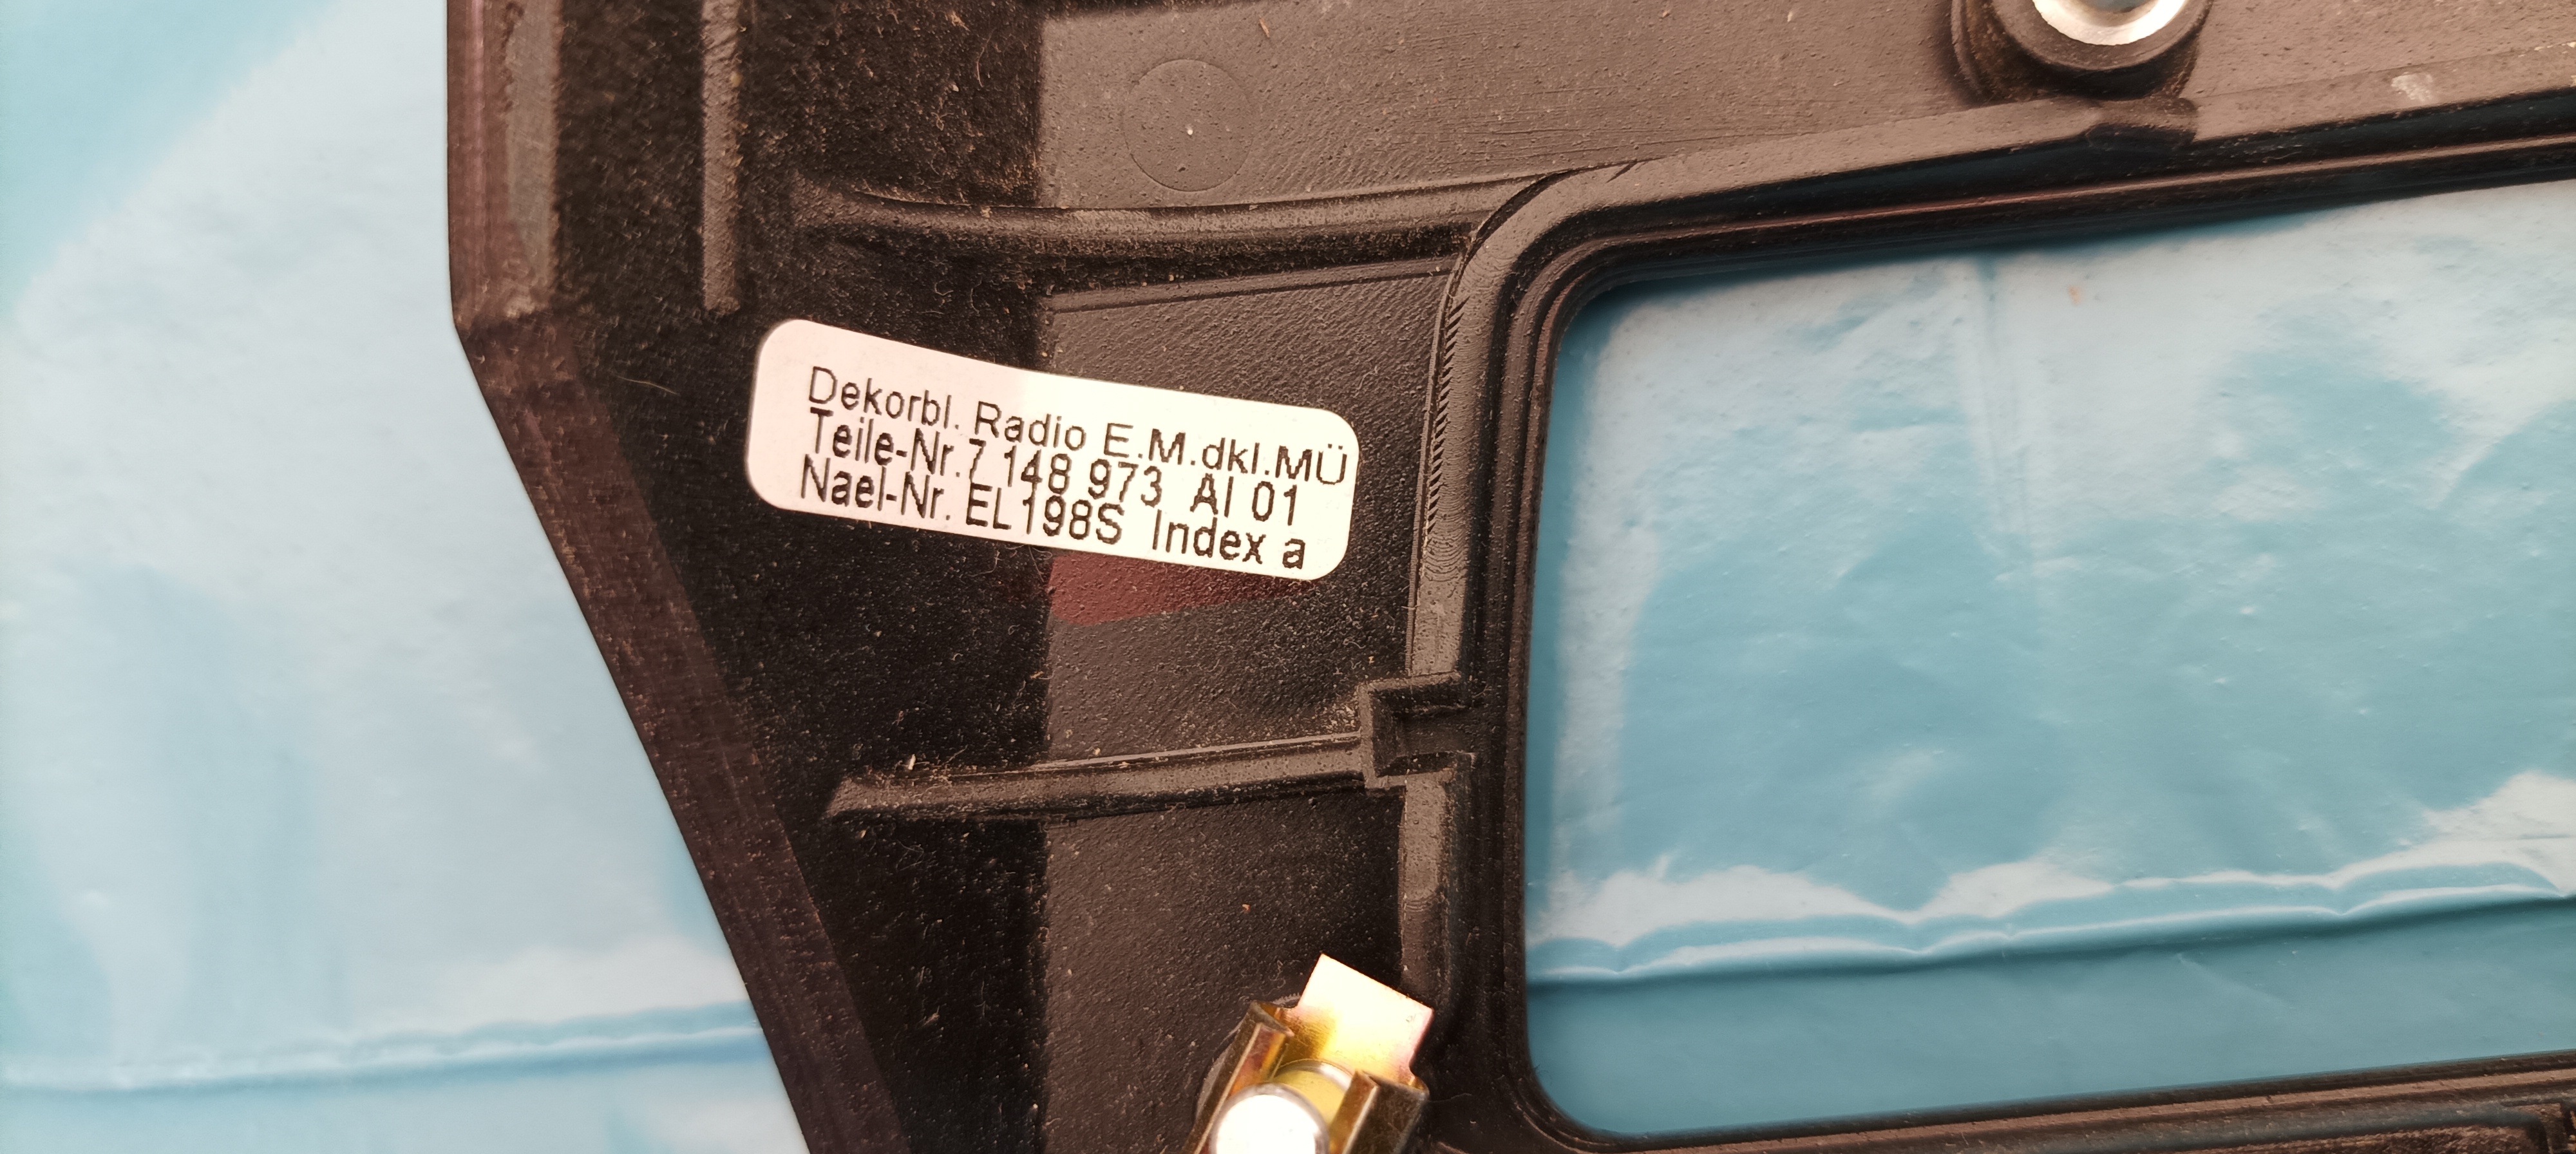 Dekorbl. Radio E.M.dkl.MÜ
Teile-Nr.7 148 973 AI 01
Nael-Nr. EL198S Index a